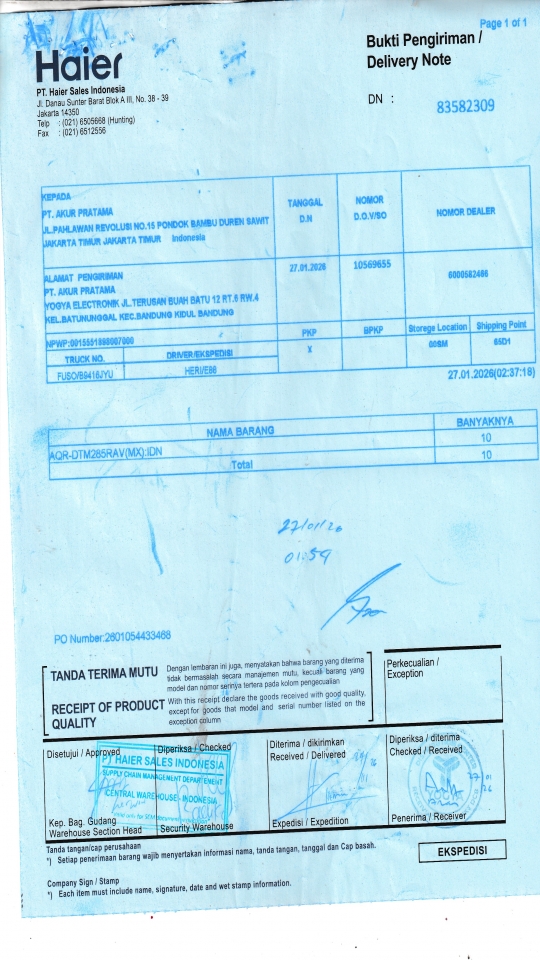 Page 1 of 1
Haier
Bukti Pengiriman /
Delivery Note
PT. Haier Sales Indonesia
Jl. Danau Sunter Barat Blok A III, No. 38 - 39
Jakarta 14350
Telp : (021) 6505668 (Hunting)
Fax : (021) 6512556
DN : 83582309
KEPADA
PT. AKUR PRATAMA
JL.PAHLAWAN REVOLUSI NO.15 PONDOK BAMBU DUREN SAWIT
JAKARTA TIMUR JAKARTA TIMUR Indonesia
TANGGAL
D.N
NOMOR
D.O.V/SO
NOMOR DEALER
ALAMAT PENGIRIMAN
PT. AKUR PRATAMA
YOGYA ELECTRONIK JL.TERUSAN BUAH BATU 12 RT.6 RW.4
KEL.BATUNUNGGAL KEC.BANDUNG KIDUL BANDUNG
27.01.2026
10569655
6000582466
NPWP:0015551898007000
PKP
BPKP
Storege Location
Shipping Point
TRUCK NO.
DRIVER/EKSPEDISI
X
00SM
65D1
FUSO/B9416JYU
HERI/E86
27.01.2026(02:37:18)
NAMA BARANG
BANYAKNYA
AQR-DTM285RAV(MX):IDN
10
Total
10
27/01/26
01:59
PO Number:2601054433468
TANDA TERIMA MUTU
Dengan lembaran ini juga, menyatakan bahwa barang yang diterima
tidak bermasalah secara manajemen mutu, kecuali barang yang
model dan nomor serinya tertera pada kolom pengecualian
RECEIPT OF PRODUCT
QUALITY
With this receipt declare the goods received with good quality,
except for goods that model and serial number listed on the
exception column
Perkecualian /
Exception
Disetujui / Approved
Diperiksa / Checked
Diterima / dikirimkan
Received / Delivered
Diperiksa / diterima
Checked / Received
PT HAIER SALES INDONESIA
SUPPLY CHAIN MANAGEMENT DEPARTEMENT
CENTRAL WAREHOUSE - INDONESIA
Kep. Bag. Gudang
Warehouse Section Head
Security Warehouse
Expedisi / Expedition
Penerima / Receiver
27 01
26
Tanda tangan/cap perusahaan
*) Setiap penerimaan barang wajib menyertakan informasi nama, tanda tangan, tanggal dan Cap basah.
EKSPEDISI
Company Sign / Stamp
*) Each item must include name, signature, date and wet stamp information.